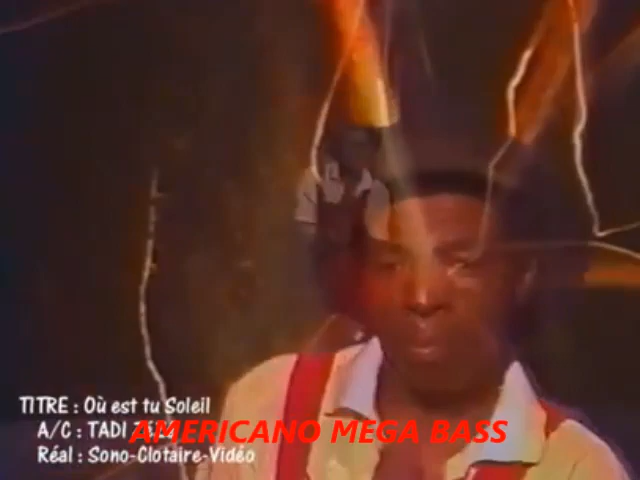 TITRE : Où est tu Soleil
A/C : TADI
AMERICANO MEGA BASS
Réal : Sono-Clotaire-Vidéo